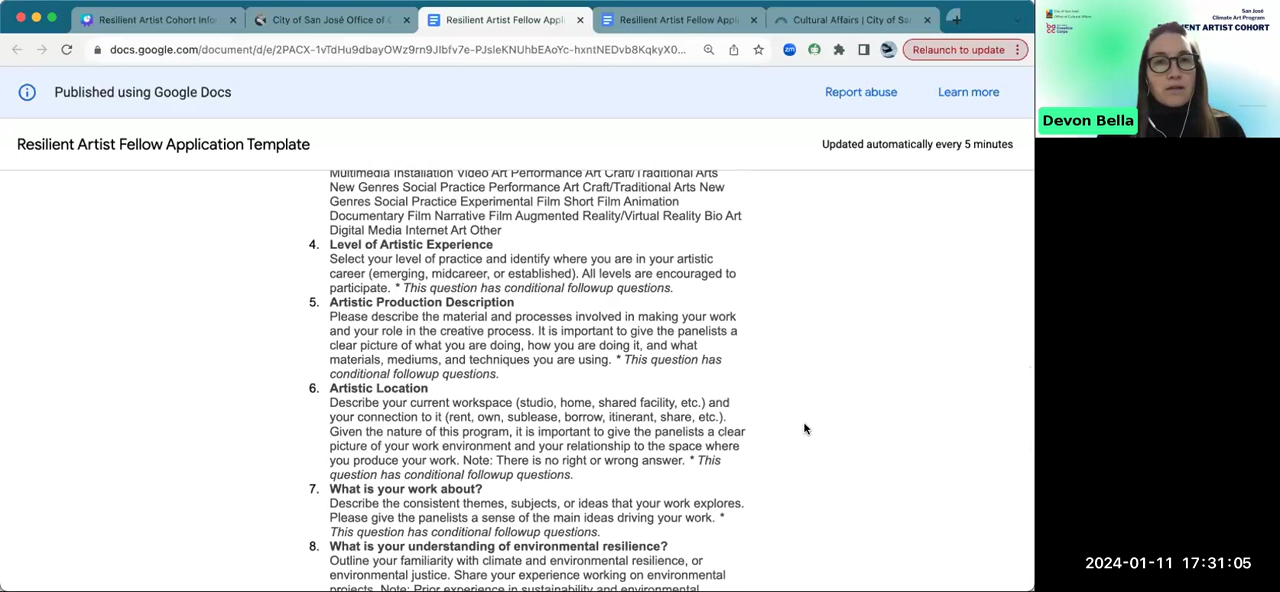 Resilient Artist Cohort Info
City of San José Office of C
Resilient Artist Fellow Appli
Resilient Artist Fellow Appl
Cultural Affairs | City of Sa
docs.google.com/document/d/e/2PACX-1vTdHu9dbayOWz9rn9JIbfv7e-PJsleKNUhbEAoYc-hxntNEDvb8KqkyX0...
zm
Relaunch to update
Published using Google Docs
Report abuse
Learn more
Resilient Artist Fellow Application Template
Updated automatically every 5 minutes
Multimedia Installation Video Art Performance Art Craft/Traditional Arts
New Genres Social Practice Performance Art Craft/Traditional Arts New
Genres Social Practice Experimental Film Short Film Animation
Documentary Film Narrative Film Augmented Reality/Virtual Reality Bio Art
Digital Media Internet Art Other
4. Level of Artistic Experience
Select your level of practice and identify where you are in your artistic
career (emerging, midcareer, or established). All levels are encouraged to
participate. * This question has conditional followup questions.
5. Artistic Production Description
Please describe the material and processes involved in making your work
and your role in the creative process. It is important to give the panelists a
clear picture of what you are doing, how you are doing it, and what
materials, mediums, and techniques you are using. * This question has
conditional followup questions.
6. Artistic Location
Describe your current workspace (studio, home, shared facility, etc.) and
your connection to it (rent, own, sublease, borrow, itinerant, share, etc.).
Given the nature of this program, it is important to give the panelists a clear
picture of your work environment and your relationship to the space where
you produce your work. Note: There is no right or wrong answer. * This
question has conditional followup questions.
7. What is your work about?
Describe the consistent themes, subjects, or ideas that your work explores.
Please give the panelists a sense of the main ideas driving your work. *
This question has conditional followup questions.
8. What is your understanding of environmental resilience?
Outline your familiarity with climate and environmental resilience, or
environmental justice. Share your experience working on environmental
projects. Note: Prior experience in sustainability and environmental
San José
Climate Art Program
ENT ARTIST COHORT
Devon Bella
2024-01-11 17:31:05